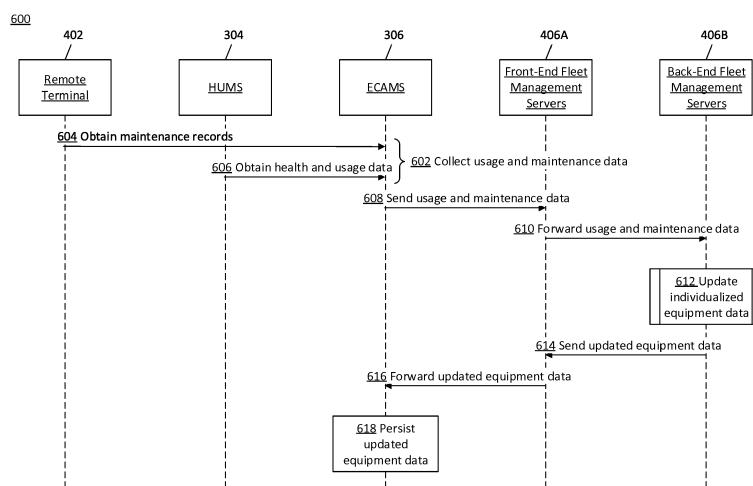 600
402
304
306
406A
406B
Remote
Terminal
HUMS
ECAMS
Front-End Fleet
Management
Servers
Back-End Fleet
Management
Servers
604 Obtain maintenance records
602 Collect usage and maintenance data
606 Obtain health and usage data
608 Send usage and maintenance data
610 Forward usage and maintenance data
612 Update
individualized
equipment data
614 Send updated equipment data
616 Forward updated equipment data
618 Persist
updated
equipment data